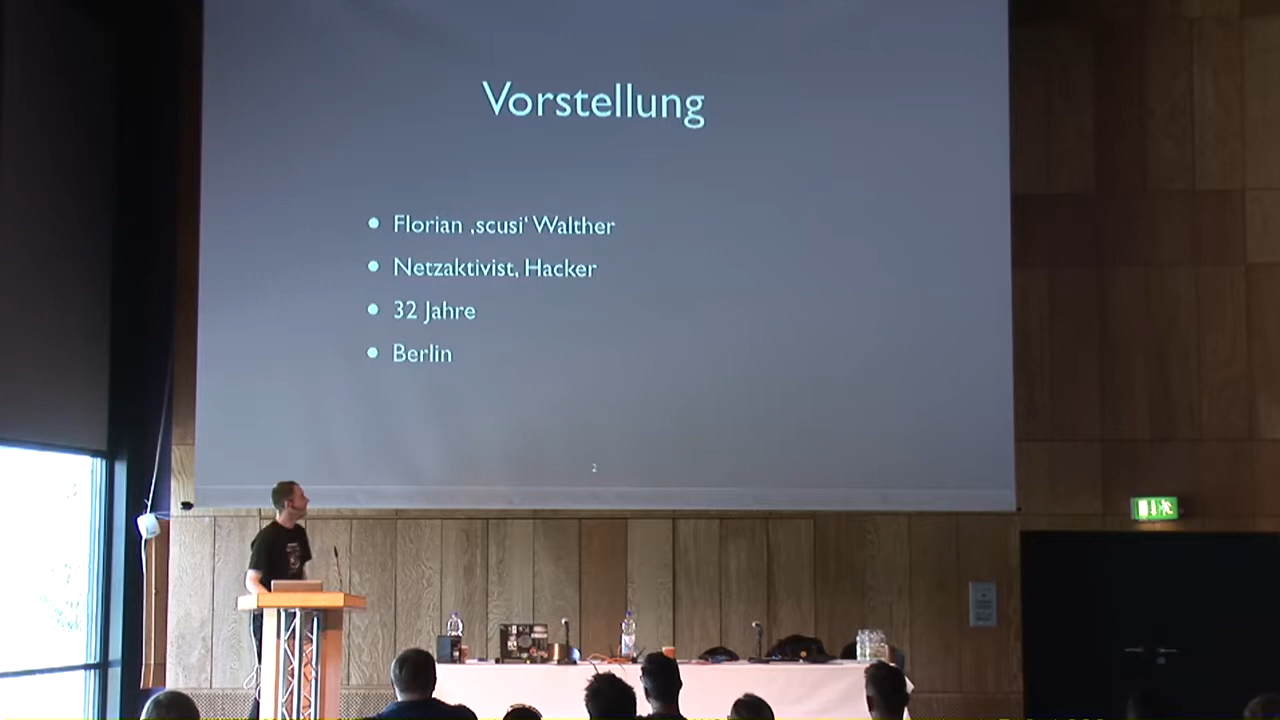 Vorstellung
• Florian ‚scusi‘ Walther
• Netzaktivist, Hacker
• 32 Jahre
• Berlin
2